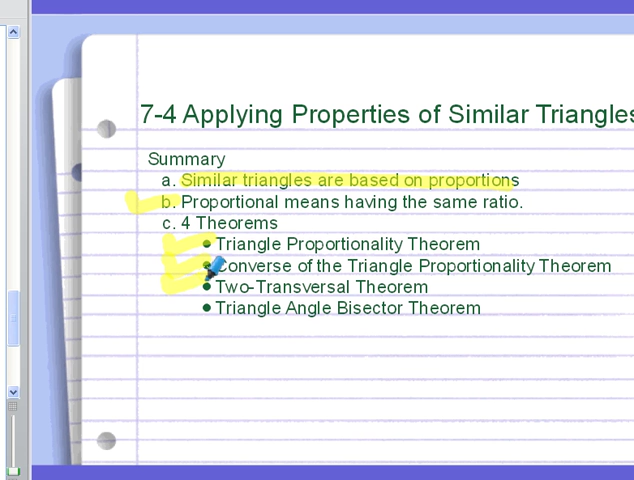 7-4 Applying Properties of Similar Triangles
Summary
a. Similar triangles are based on proportions
b. Proportional means having the same ratio.
c. 4 Theorems
● Triangle Proportionality Theorem
● Converse of the Triangle Proportionality Theorem
● Two-Transversal Theorem
● Triangle Angle Bisector Theorem